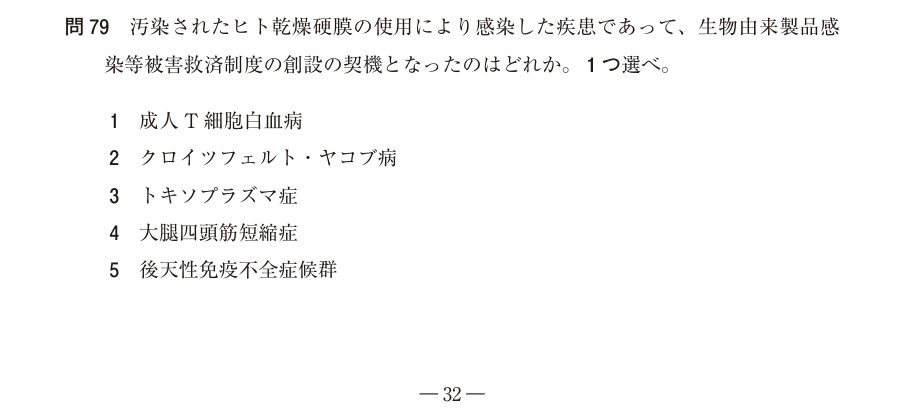 問 79 汚染されたヒト乾燥硬膜の使用により感染した疾患であって、生物由来製品感
染等被害救済制度の創設の契機となったのはどれか。1つ選べ。
1 成人 T 細胞白血病
2 クロイツフェルト・ヤコブ病
3 トキソプラズマ症
4 大腿四頭筋短縮症
5 後天性免疫不全症候群
— 32 —